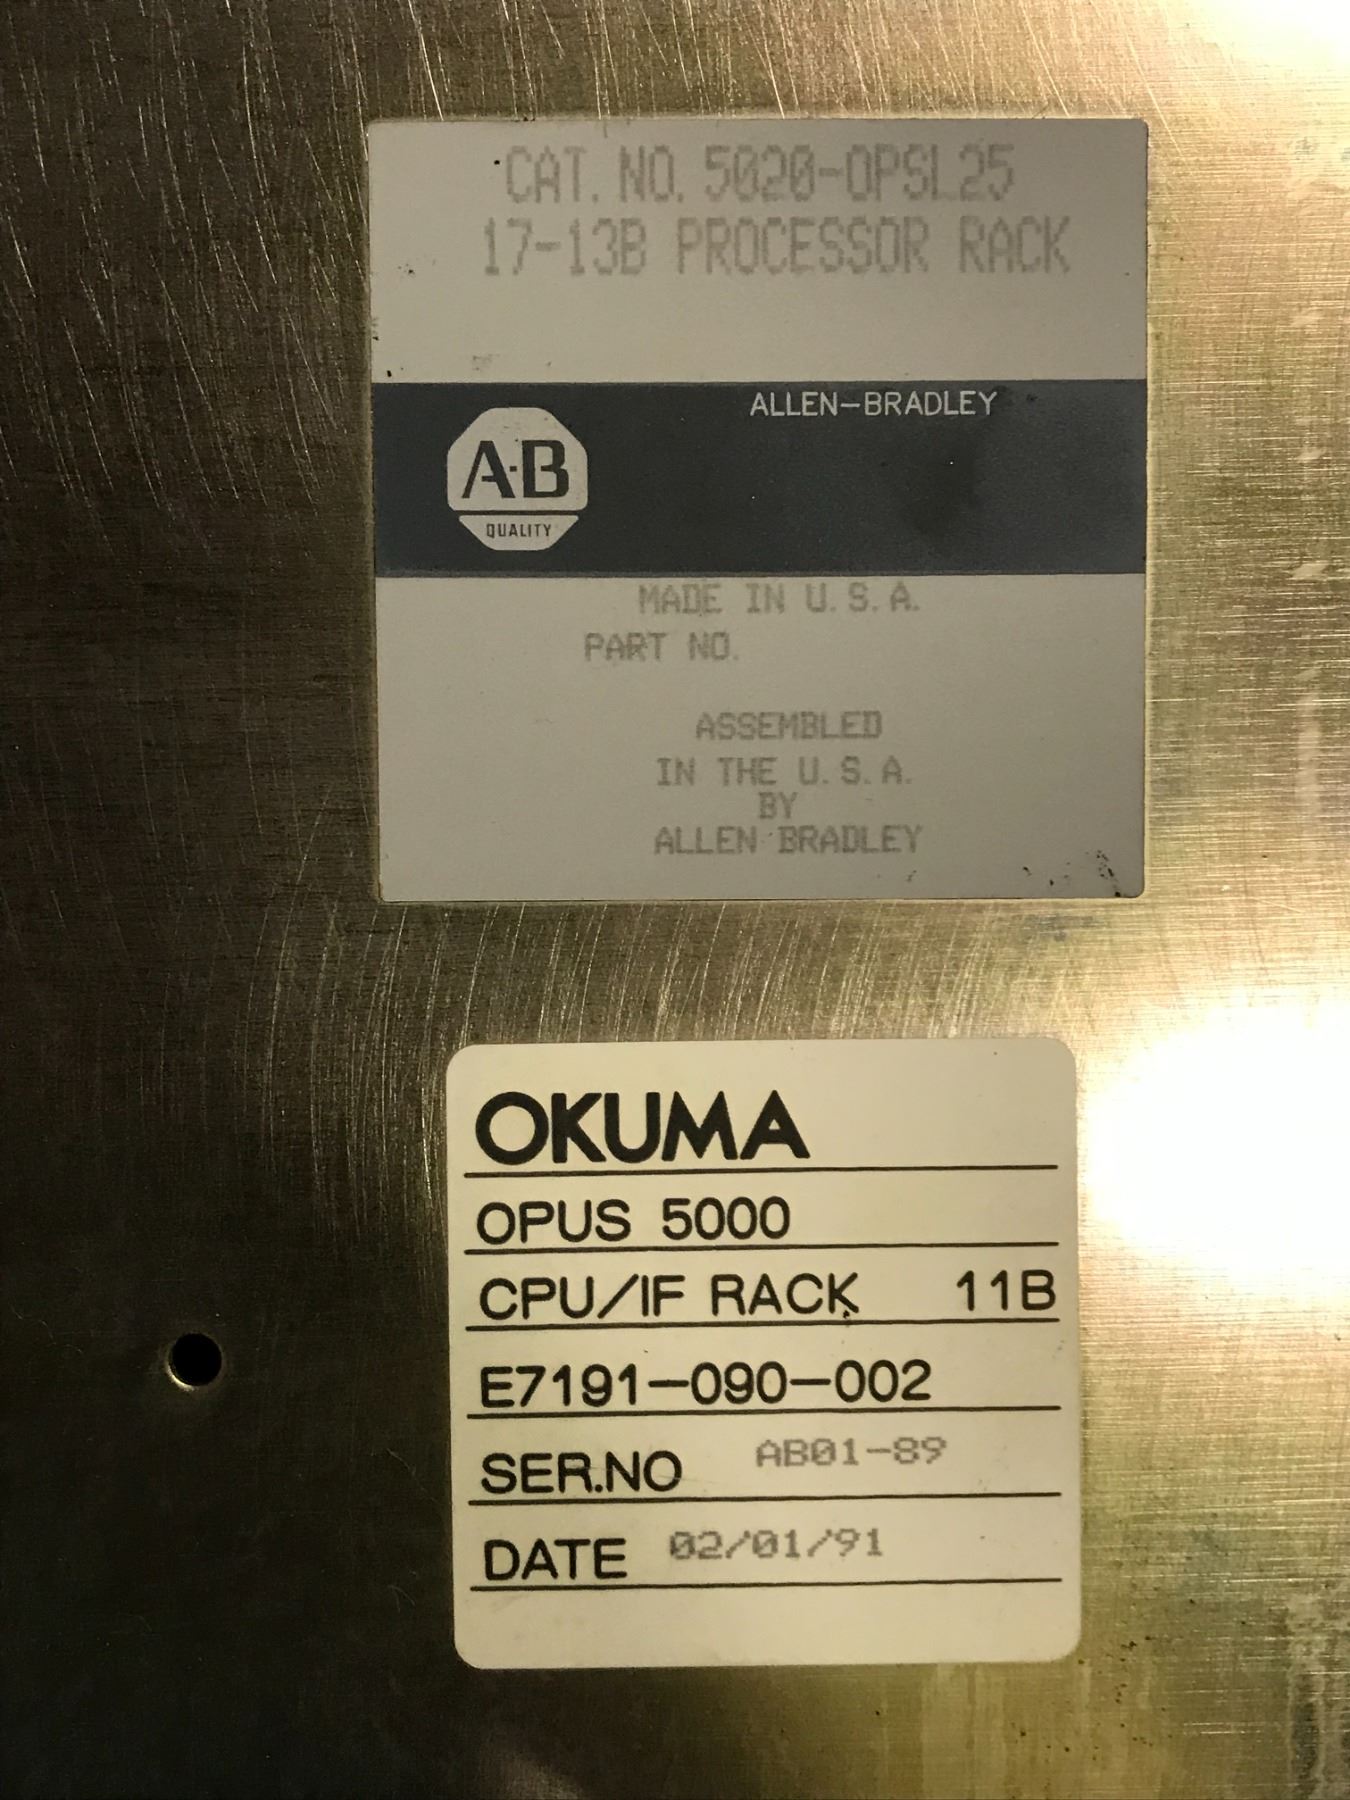 CAT. NO. 5020-OPSL25
17-13B PROCESSOR RACK
ALLEN-BRADLEY
A-B
QUALITY
MADE IN U.S.A.
PART NO.
ASSEMBLED
IN THE U.S.A.
BY
ALLEN BRADLEY
OKUMA
OPUS 5000
CPU/IF RACK 11B
E7191-090-002
SER.NO AB01-89
DATE 02/01/91